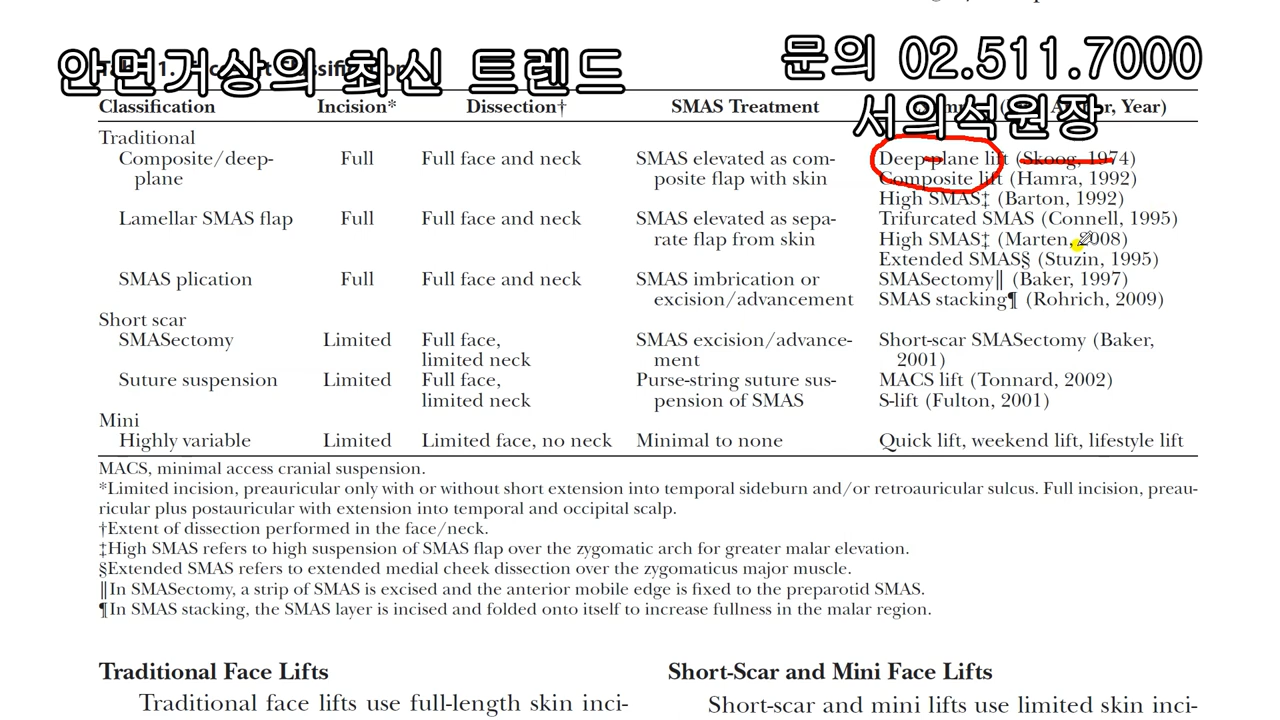 안면거상의 최신 트렌드
문의 02.511.7000
서의석원장
Classification Incision* Dissection† SMAS Treatment Year)
Traditional
Composite/deep- Full Full face and neck SMAS elevated as com- Deep-plane lift (Skoog, 1974)
plane posite flap with skin Composite lift (Hamra, 1992)
High SMAS‡ (Barton, 1992)
Lamellar SMAS flap Full Full face and neck SMAS elevated as sepa- Trifurcated SMAS (Connell, 1995)
rate flap from skin High SMAS‡ (Marten, 2008)
Extended SMAS§ (Stuzin, 1995)
SMAS plication Full Full face and neck SMAS imbrication or SMASectomy‖ (Baker, 1997)
excision/advancement SMAS stacking¶ (Rohrich, 2009)
Short scar
SMASectomy Limited Full face, SMAS excision/advance- Short-scar SMASectomy (Baker,
limited neck ment 2001)
Suture suspension Limited Full face, Purse-string suture sus- MACS lift (Tonnard, 2002)
limited neck pension of SMAS S-lift (Fulton, 2001)
Mini
Highly variable Limited Limited face, no neck Minimal to none Quick lift, weekend lift, lifestyle lift
MACS, minimal access cranial suspension.
*Limited incision, preauricular only with or without short extension into temporal sideburn and/or retroauricular sulcus. Full incision, preau-
ricular plus postauricular with extension into temporal and occipital scalp.
†Extent of dissection performed in the face/neck.
‡High SMAS refers to high suspension of SMAS flap over the zygomatic arch for greater malar elevation.
§Extended SMAS refers to extended medial cheek dissection over the zygomaticus major muscle.
‖In SMASectomy, a strip of SMAS is excised and the anterior mobile edge is fixed to the preparotid SMAS.
¶In SMAS stacking, the SMAS layer is incised and folded onto itself to increase fullness in the malar region.
Traditional Face Lifts
Traditional face lifts use full-length skin inci-
Short-Scar and Mini Face Lifts
Short-scar and mini lifts use limited skin inci-